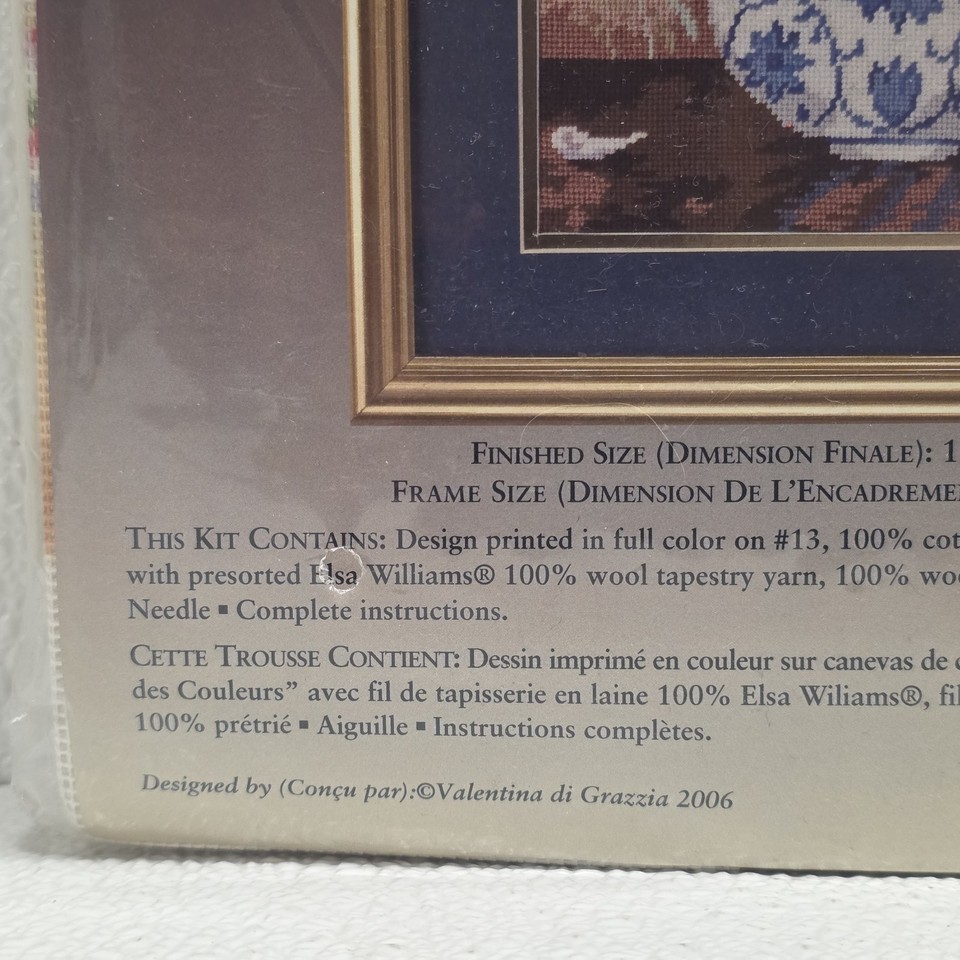 FINISHED SIZE (DIMENSION FINALE): 1
FRAME SIZE (DIMENSION DE L'ENCADREME
THIS KIT CONTAINS: Design printed in full color on #13, 100% cot
with presorted Elsa Williams® 100% wool tapestry yarn, 100% woo
Needle ▪ Complete instructions.
CETTE TROUSSE CONTIENT: Dessin imprimé en couleur sur canevas de c
des Couleurs” avec fil de tapisserie en laine 100% Elsa Wiliams®, fil
100% prétrié ▪ Aiguille ▪ Instructions complètes.
Designed by (Conçu par):©Valentina di Grazzia 2006